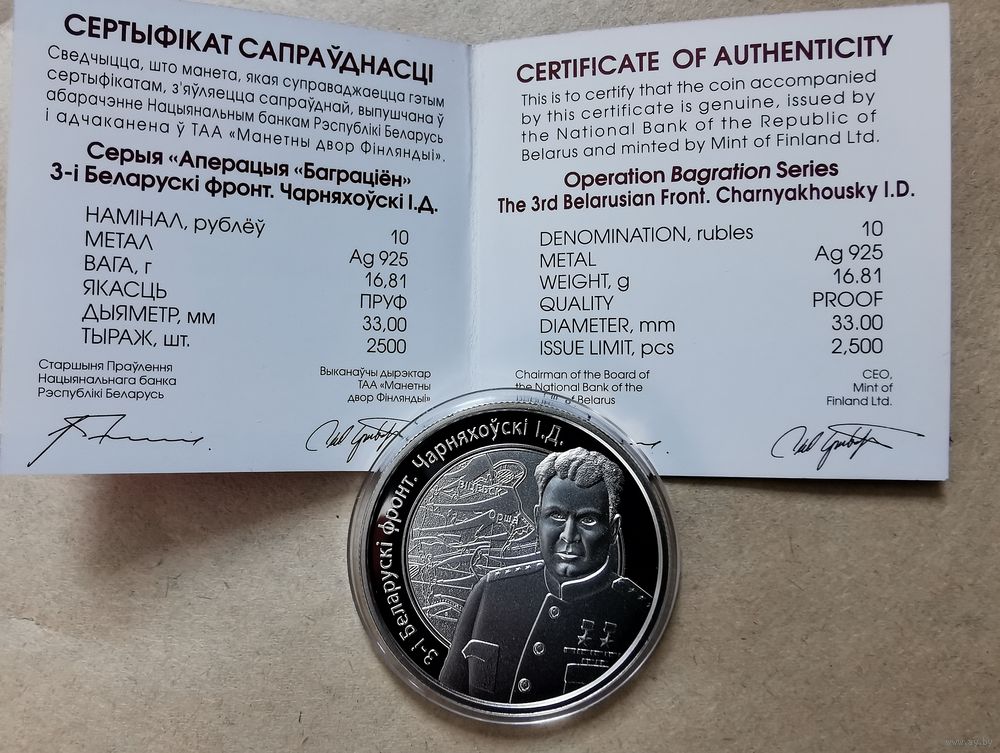 СЕРТЫФІКАТ САПРАЎДНАСЦІ
Сведчыцца, што манета, якая суправаджаецца гэтым
сертыфікатам, з'яўляецца сапраўднай, выпушчана ў
абарачэнне Нацыянальным банкам Рэспублікі Беларусь
і адчаканена ў ТАА «Манетны двор Фінляндыі».
Серыя «Аперацыя «Баграціён»
3-і Беларускі фронт. Чарняхоўскі І.Д.
НАМІНАЛ, рублёў 10
МЕТАЛ Ag 925
ВАГА, г 16,81
ЯКАСЦЬ ПРУФ
ДЫЯМЕТР, мм 33,00
ТЫРАЖ, шт. 2500
Старшыня Праўлення
Нацыянальнага банка
Рэспублікі Беларусь
Выканаўчы дырэктар
ТАА «Манетны
двор Фінляндыі»
CERTIFICATE OF AUTHENTICITY
This is to certify that the coin accompanied
by this certificate is genuine, issued by
the National Bank of the Republic of
Belarus and minted by Mint of Finland Ltd.
Operation Bagration Series
The 3rd Belarusian Front. Charnyakhousky I.D.
DENOMINATION, rubles 10
METAL Ag 925
WEIGHT, g 16.81
QUALITY PROOF
DIAMETER, mm 33.00
ISSUE LIMIT, pcs 2,500
Chairman of the Board of
the National Bank of the
of Belarus
CEO,
Mint of
Finland Ltd.
3-і Беларускі фронт. Чарняхоўскі І.Д.
Віцебск
Орша
www.ay.by